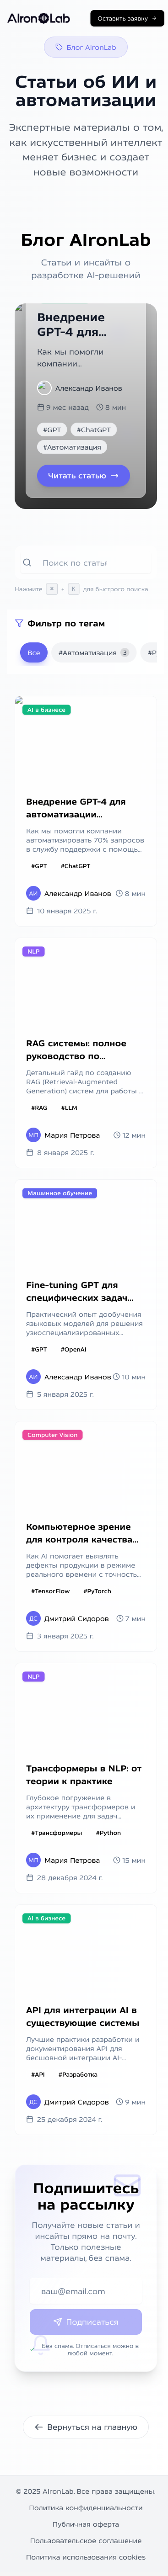 AIronLab
Оставить заявку →
Блог AIronLab
Статьи об ИИ и
автоматизации
Экспертные материалы о том,
как искусственный интеллект
меняет бизнес и создает
новые возможности
Блог AIronLab
Статьи и инсайты о
разработке AI-решений
Внедрение
GPT-4 для...
Как мы помогли
компании...
Александр Иванов
9 мес назад 8 мин
#GPT #ChatGPT
#Автоматизация
Читать статью →
Поиск по статьям
Нажмите + K для быстрого поиска
Фильтр по тегам
Все #Автоматизация 3
AI в бизнесе
Внедрение GPT-4 для
автоматизации...
Как мы помогли компании
автоматизировать 70% запросов
в службу поддержки с помощь...
#GPT #ChatGPT
АИ Александр Иванов 8 мин
10 января 2025 г.
NLP
RAG системы: полное
руководство по...
Детальный гайд по созданию
RAG (Retrieval-Augmented
Generation) систем для работы ...
#RAG #LLM
МП Мария Петрова 12 мин
8 января 2025 г.
Машинное обучение
Fine-tuning GPT для
специфических задач...
Практический опыт дообучения
языковых моделей для решения
узкоспециализированных...
#GPT #OpenAI
АИ Александр Иванов 10 мин
5 января 2025 г.
Computer Vision
Компьютерное зрение
для контроля качества...
Как AI помогает выявлять
дефекты продукции в режиме
реального времени с точность...
#TensorFlow #PyTorch
ДС Дмитрий Сидоров 7 мин
3 января 2025 г.
NLP
Трансформеры в NLP: от
теории к практике
Глубокое погружение в
архитектуру трансформеров и
их применение для задач...
#Трансформеры #Python
МП Мария Петрова 15 мин
28 декабря 2024 г.
AI в бизнесе
API для интеграции AI в
существующие системы
Лучшие практики разработки и
документирования API для
бесшовной интеграции AI-...
#API #Разработка
ДС Дмитрий Сидоров 9 мин
25 декабря 2024 г.
Подпишитесь
на рассылку
Получайте новые статьи и
инсайты прямо на почту.
Только полезные
материалы, без спама.
ваш@email.com
Подписаться
Без спама. Отписаться можно в
любой момент.
← Вернуться на главную
© 2025 AIronLab. Все права защищены.
Политика конфиденциальности
Публичная оферта
Пользовательское соглашение
Политика использования cookies